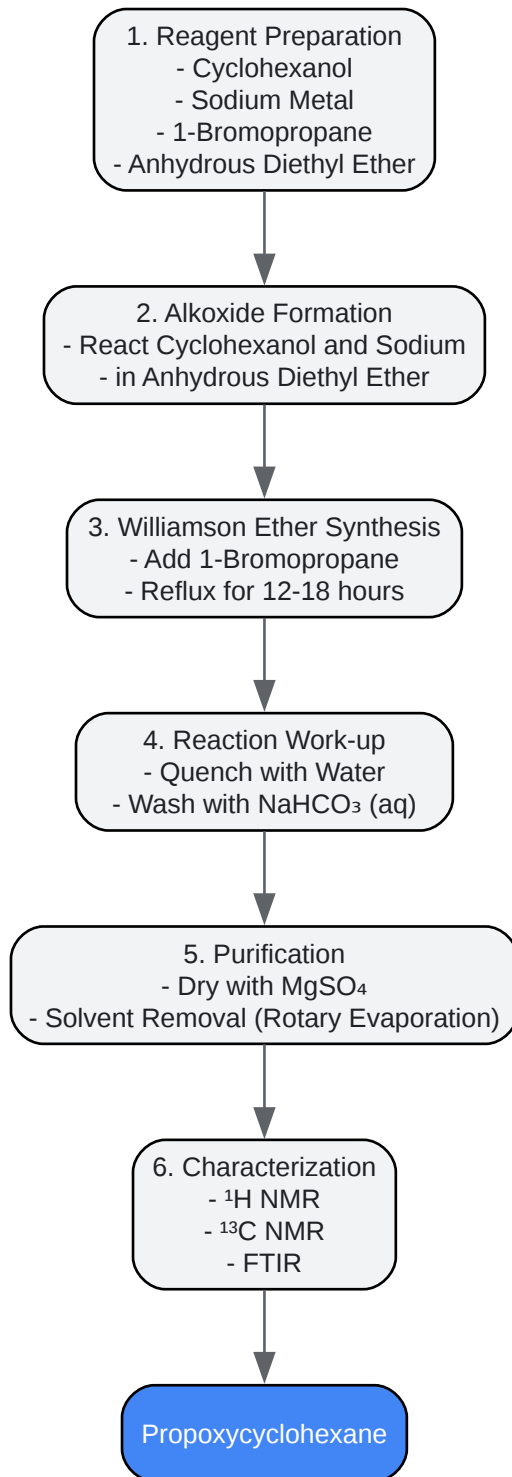 1. Reagent Preparation
- Cyclohexanol
- Sodium Metal
- 1-Bromopropane
- Anhydrous Diethyl Ether
2. Alkoxide Formation
- React Cyclohexanol and Sodium
- in Anhydrous Diethyl Ether
3. Williamson Ether Synthesis
- Add 1-Bromopropane
- Reflux for 12-18 hours
4. Reaction Work-up
- Quench with Water
- Wash with NaHCO₃ (aq)
5. Purification
- Dry with MgSO₄
- Solvent Removal (Rotary Evaporation)
6. Characterization
- ¹H NMR
- ¹³C NMR
- FTIR
Propoxycyclohexane